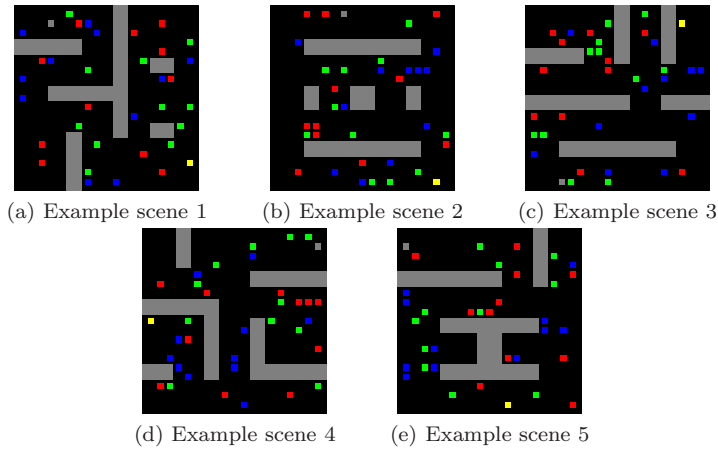 (a) Example scene 1
(b) Example scene 2
(c) Example scene 3
(d) Example scene 4
(e) Example scene 5